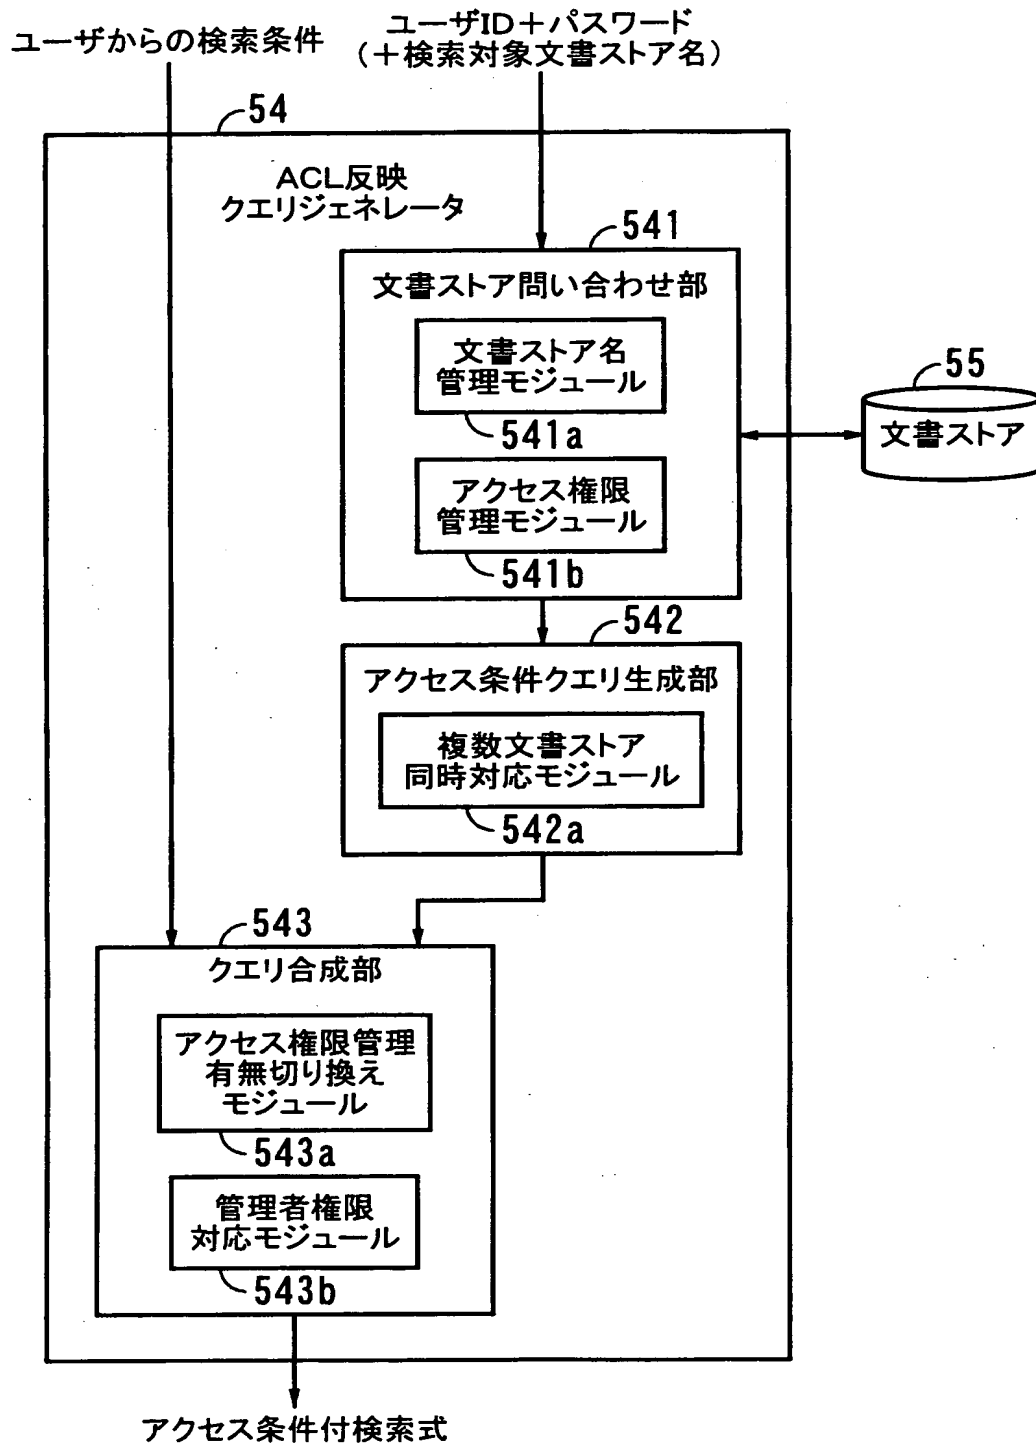 ユーザからの検索条件
ユーザID+パスワード
(+検索対象文書ストア名)
54
ACL反映
クエリジェネレータ
541
文書ストア問い合わせ部
文書ストア名
管理モジュール
541a
アクセス権限
管理モジュール
541b
55
文書ストア
542
アクセス条件クエリ生成部
複数文書ストア
同時対応モジュール
542a
543
クエリ合成部
アクセス権限管理
有無切り換え
モジュール
543a
管理者権限
対応モジュール
543b
アクセス条件付検索式